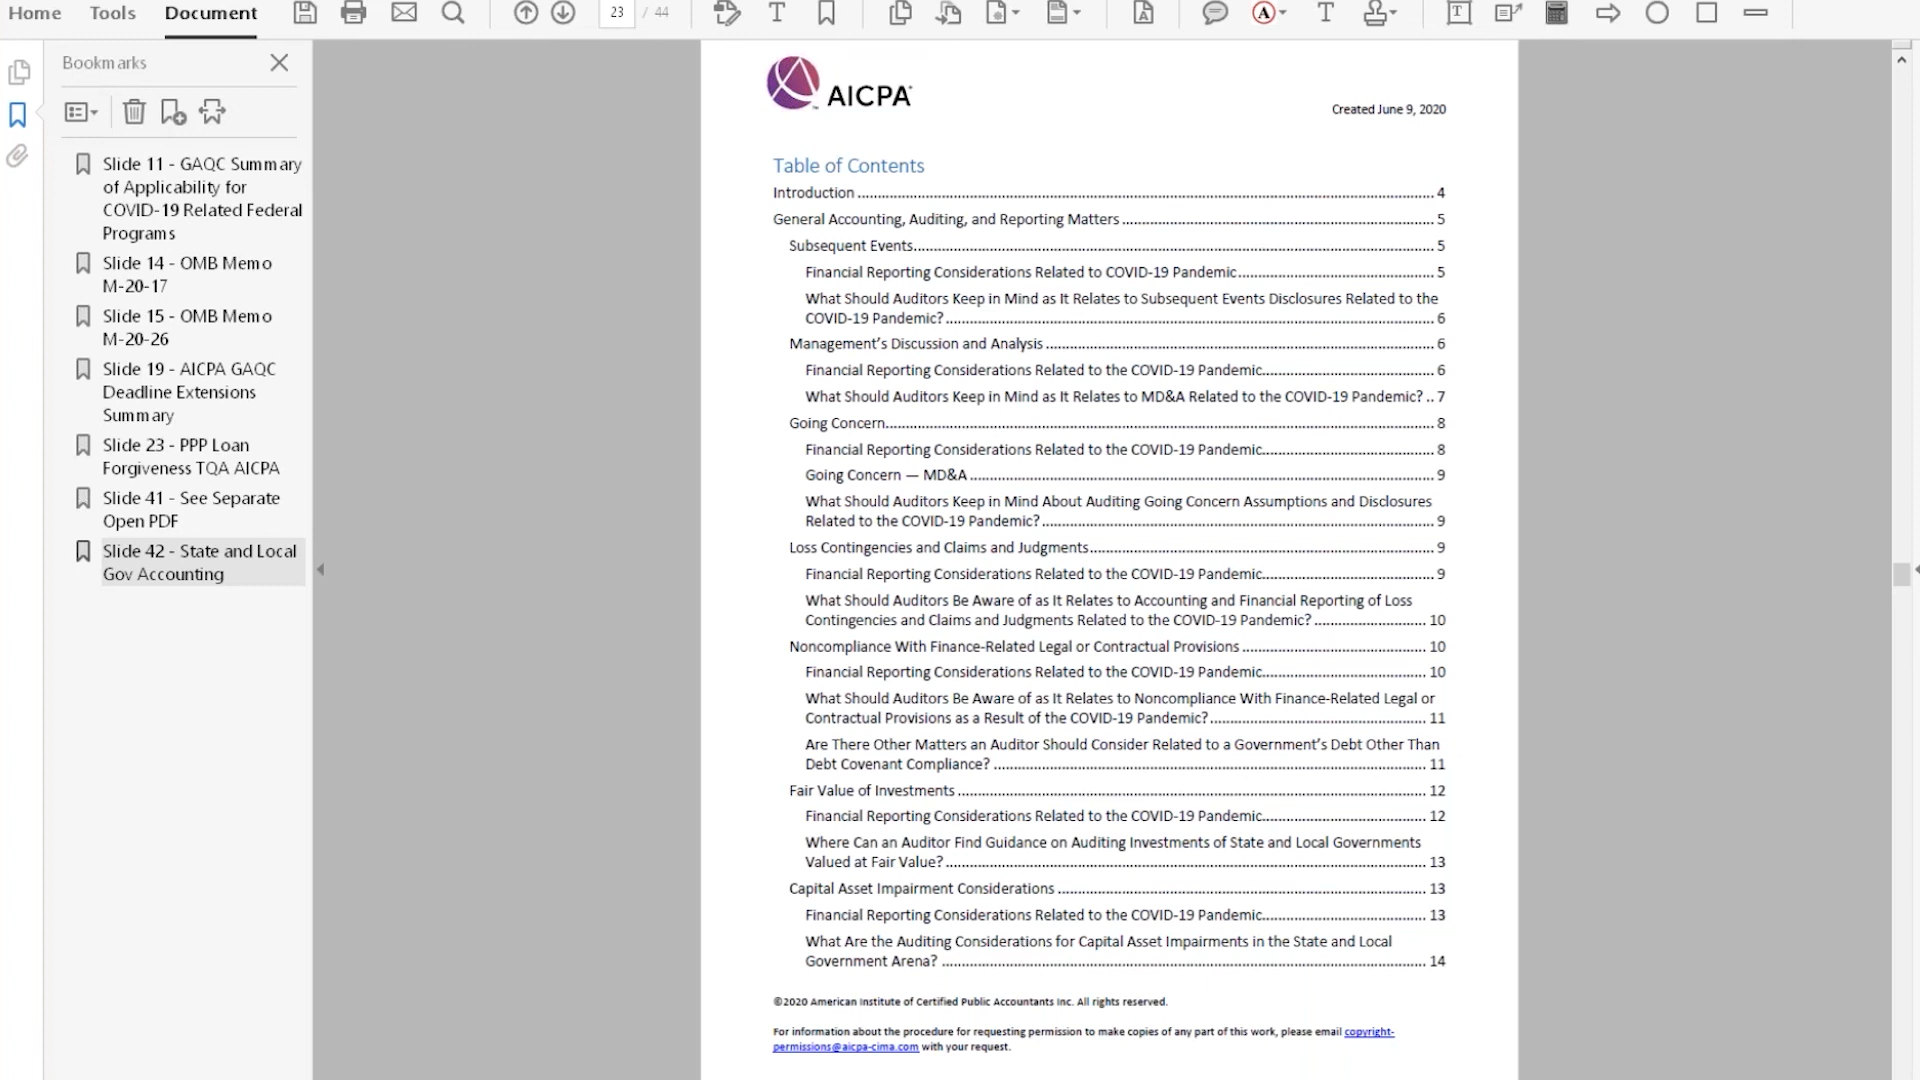 Home Tools Document 23 / 44
Bookmarks
Slide 11 - GAQC Summary
of Applicability for
COVID-19 Related Federal
Programs
Slide 14 - OMB Memo
M-20-17
Slide 15 - OMB Memo
M-20-26
Slide 19 - AICPA GAQC
Deadline Extensions
Summary
Slide 23 - PPP Loan
Forgiveness TQA AICPA
Slide 41 - See Separate
Open PDF
Slide 42 - State and Local
Gov Accounting
AICPA
Created June 9, 2020
Table of Contents
Introduction 4
General Accounting, Auditing, and Reporting Matters 5
Subsequent Events 5
Financial Reporting Considerations Related to COVID-19 Pandemic 5
What Should Auditors Keep in Mind as It Relates to Subsequent Events Disclosures Related to the
COVID-19 Pandemic? 6
Management's Discussion and Analysis 6
Financial Reporting Considerations Related to the COVID-19 Pandemic 6
What Should Auditors Keep in Mind as It Relates to MD&A Related to the COVID-19 Pandemic? .. 7
Going Concern 8
Financial Reporting Considerations Related to the COVID-19 Pandemic 8
Going Concern — MD&A 9
What Should Auditors Keep in Mind About Auditing Going Concern Assumptions and Disclosures
Related to the COVID-19 Pandemic? 9
Loss Contingencies and Claims and Judgments 9
Financial Reporting Considerations Related to the COVID-19 Pandemic 9
What Should Auditors Be Aware of as It Relates to Accounting and Financial Reporting of Loss
Contingencies and Claims and Judgments Related to the COVID-19 Pandemic? 10
Noncompliance With Finance-Related Legal or Contractual Provisions 10
Financial Reporting Considerations Related to the COVID-19 Pandemic 10
What Should Auditors Be Aware of as It Relates to Noncompliance With Finance-Related Legal or
Contractual Provisions as a Result of the COVID-19 Pandemic? 11
Are There Other Matters an Auditor Should Consider Related to a Government's Debt Other Than
Debt Covenant Compliance? 11
Fair Value of Investments 12
Financial Reporting Considerations Related to the COVID-19 Pandemic 12
Where Can an Auditor Find Guidance on Auditing Investments of State and Local Governments
Valued at Fair Value? 13
Capital Asset Impairment Considerations 13
Financial Reporting Considerations Related to the COVID-19 Pandemic 13
What Are the Auditing Considerations for Capital Asset Impairments in the State and Local
Government Arena? 14
©2020 American Institute of Certified Public Accountants Inc. All rights reserved.
For information about the procedure for requesting permission to make copies of any part of this work, please email copyright-
permissions@aicpa-cima.com with your request.